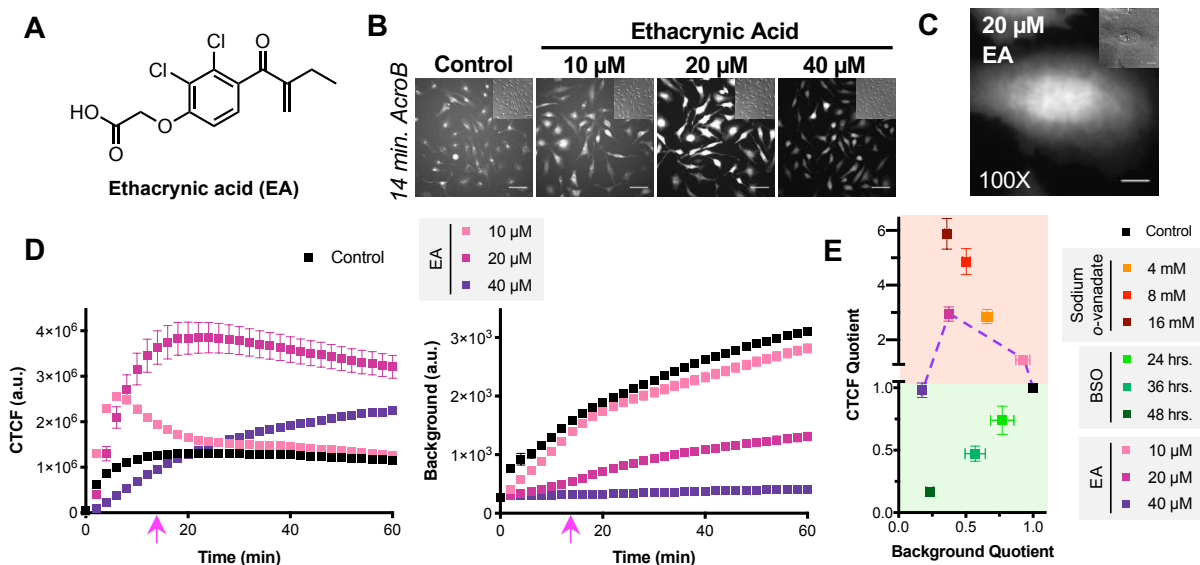 A
Cl
O
Cl
HO
O
O
Ethacrynic acid (EA)
B
Ethacrynic Acid
Control
10 µM
20 µM
40 µM
14 min. AcroB
C
20 µM
EA
100X
D
Control
EA
10 µM
20 µM
40 µM
CTCF (a.u.)
4×10⁶
3×10⁶
2×10⁶
1×10⁶
0
0
20
40
60
Time (min)
Background (a.u.)
3×10³
2×10³
1×10³
0
0
20
40
60
Time (min)
E
CTCF Quotient
6
4
2
1.0
0.5
0.0
0.0
0.5
1.0
Background Quotient
Control
Sodium
o-vanadate
4 mM
8 mM
16 mM
BSO
24 hrs.
36 hrs.
48 hrs.
EA
10 µM
20 µM
40 µM